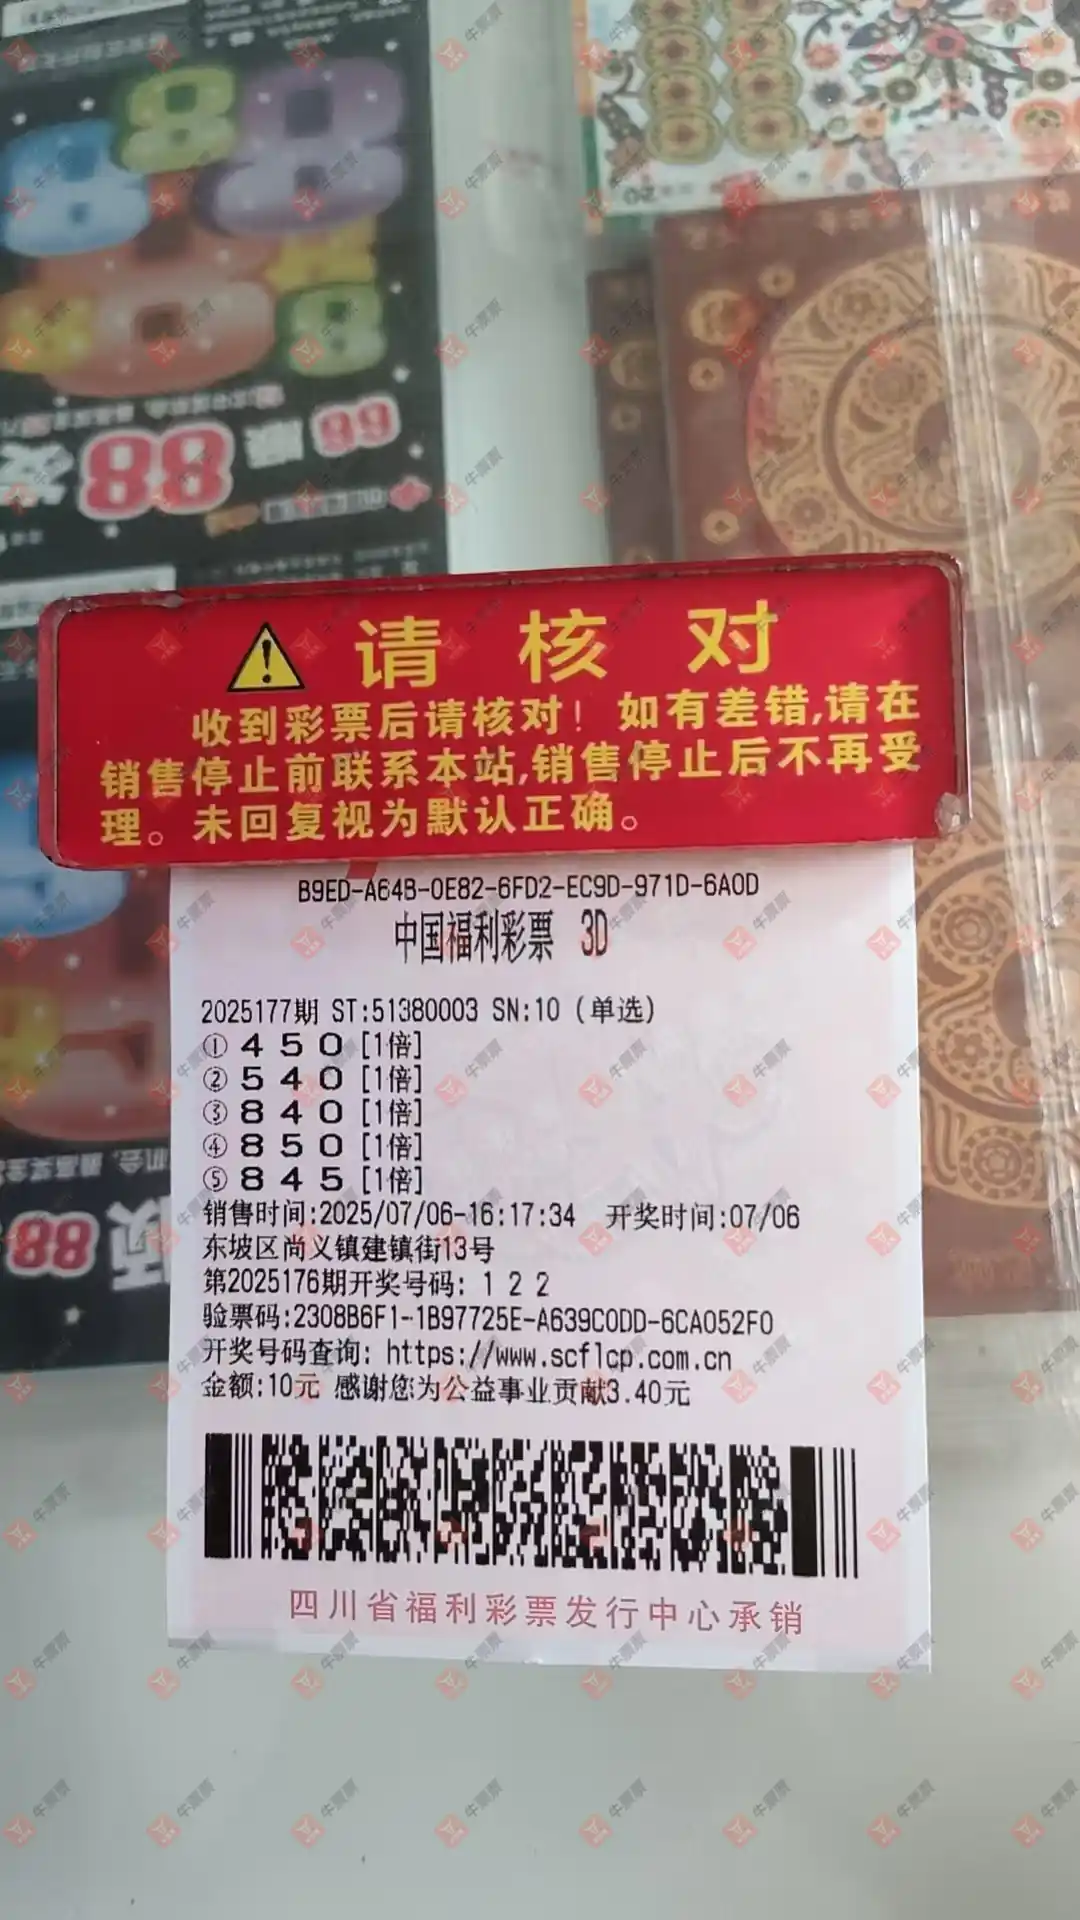 88
顺
66
20
88
请 核 对
收到彩票后请核对！如有差错,请在
销售停止前联系本站,销售停止后不再受
理。未回复视为默认正确。
B9ED-A64B-0E82-6FD2-EC9D-971D-6A0D
中国福利彩票 3D
2025177期 ST:51380003 SN:10 (单选)
① 4 5 0 [1倍]
② 5 4 0 [1倍]
③ 8 4 0 [1倍]
④ 8 5 0 [1倍]
⑤ 8 4 5 [1倍]
销售时间:2025/07/06-16:17:34 开奖时间:07/06
东坡区尚义镇建镇街13号
第2025176期开奖号码: 1 2 2
验票码:2308B6F1-1B97725E-A639C0DD-6CA052F0
开奖号码查询: https://www.scflcp.com.cn
金额:10元 感谢您为公益事业贡献3.40元
四川省福利彩票发行中心承销
牛票票